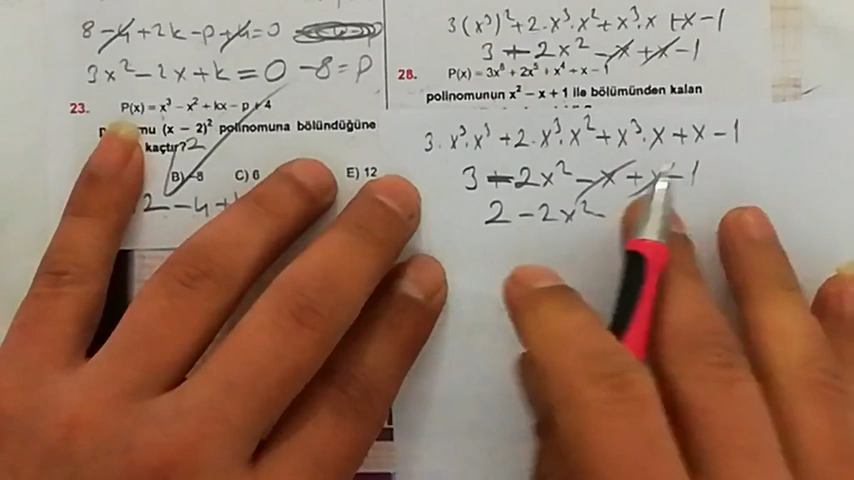 8-4+2k-p+4=0
3x²-2x+k=0 -8=p
23. P(x) = x³ - x² + kx - p + 4
mu (x - 2)² polinomuna bölündüğüne
kaçtır? 2
B) -8 C) 6 E) 12
2-4+
3(x³)²+2.x³.x²+x³.x+x-1
3+2x²-x+x-1
28. P(x) = 3x⁶ + 2x⁵ + x⁴ + x - 1
polinomunun x² - x + 1 ile bölümünden kalan
3.x³.x³+2.x³.x²+x³.x+x-1
3-2x²-x+x-1
2-2x²